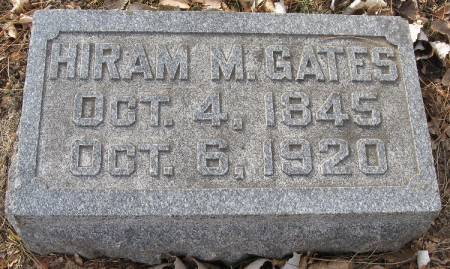 HIRAM M. GATES
OCT. 4, 1845
OCT. 6, 1920